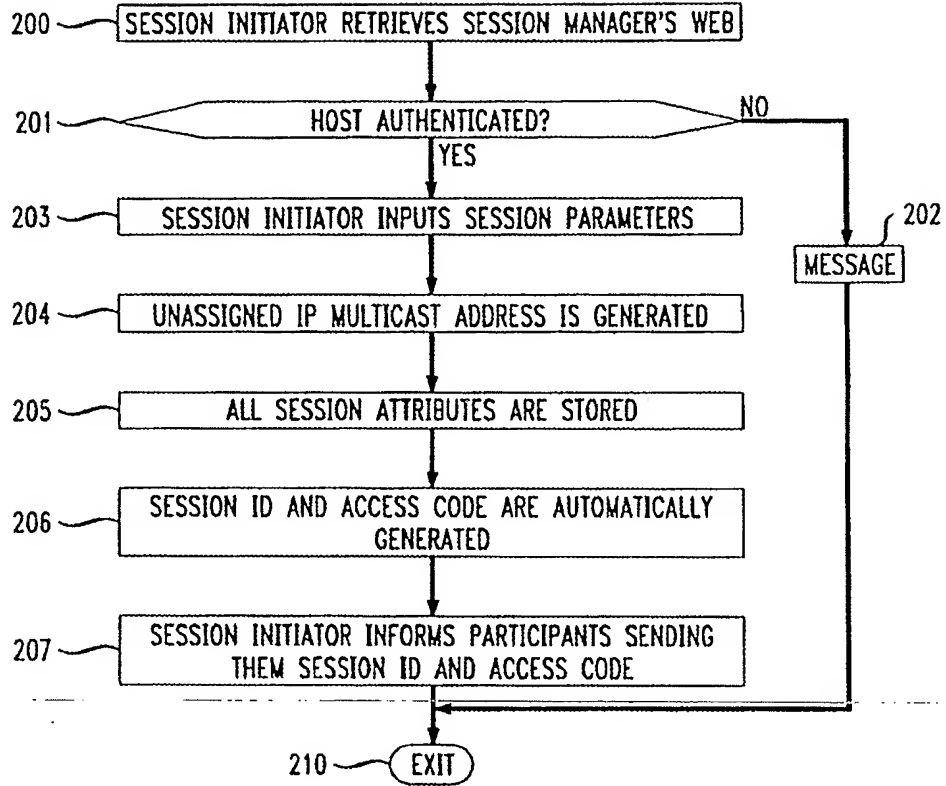 200 SESSION INITIATOR RETRIEVES SESSION MANAGER'S WEB
201 HOST AUTHENTICATED?
NO
YES
203 SESSION INITIATOR INPUTS SESSION PARAMETERS
202
MESSAGE
204 UNASSIGNED IP MULTICAST ADDRESS IS GENERATED
205 ALL SESSION ATTRIBUTES ARE STORED
206 SESSION ID AND ACCESS CODE ARE AUTOMATICALLY
GENERATED
207 SESSION INITIATOR INFORMS PARTICIPANTS SENDING
THEM SESSION ID AND ACCESS CODE
210 EXIT